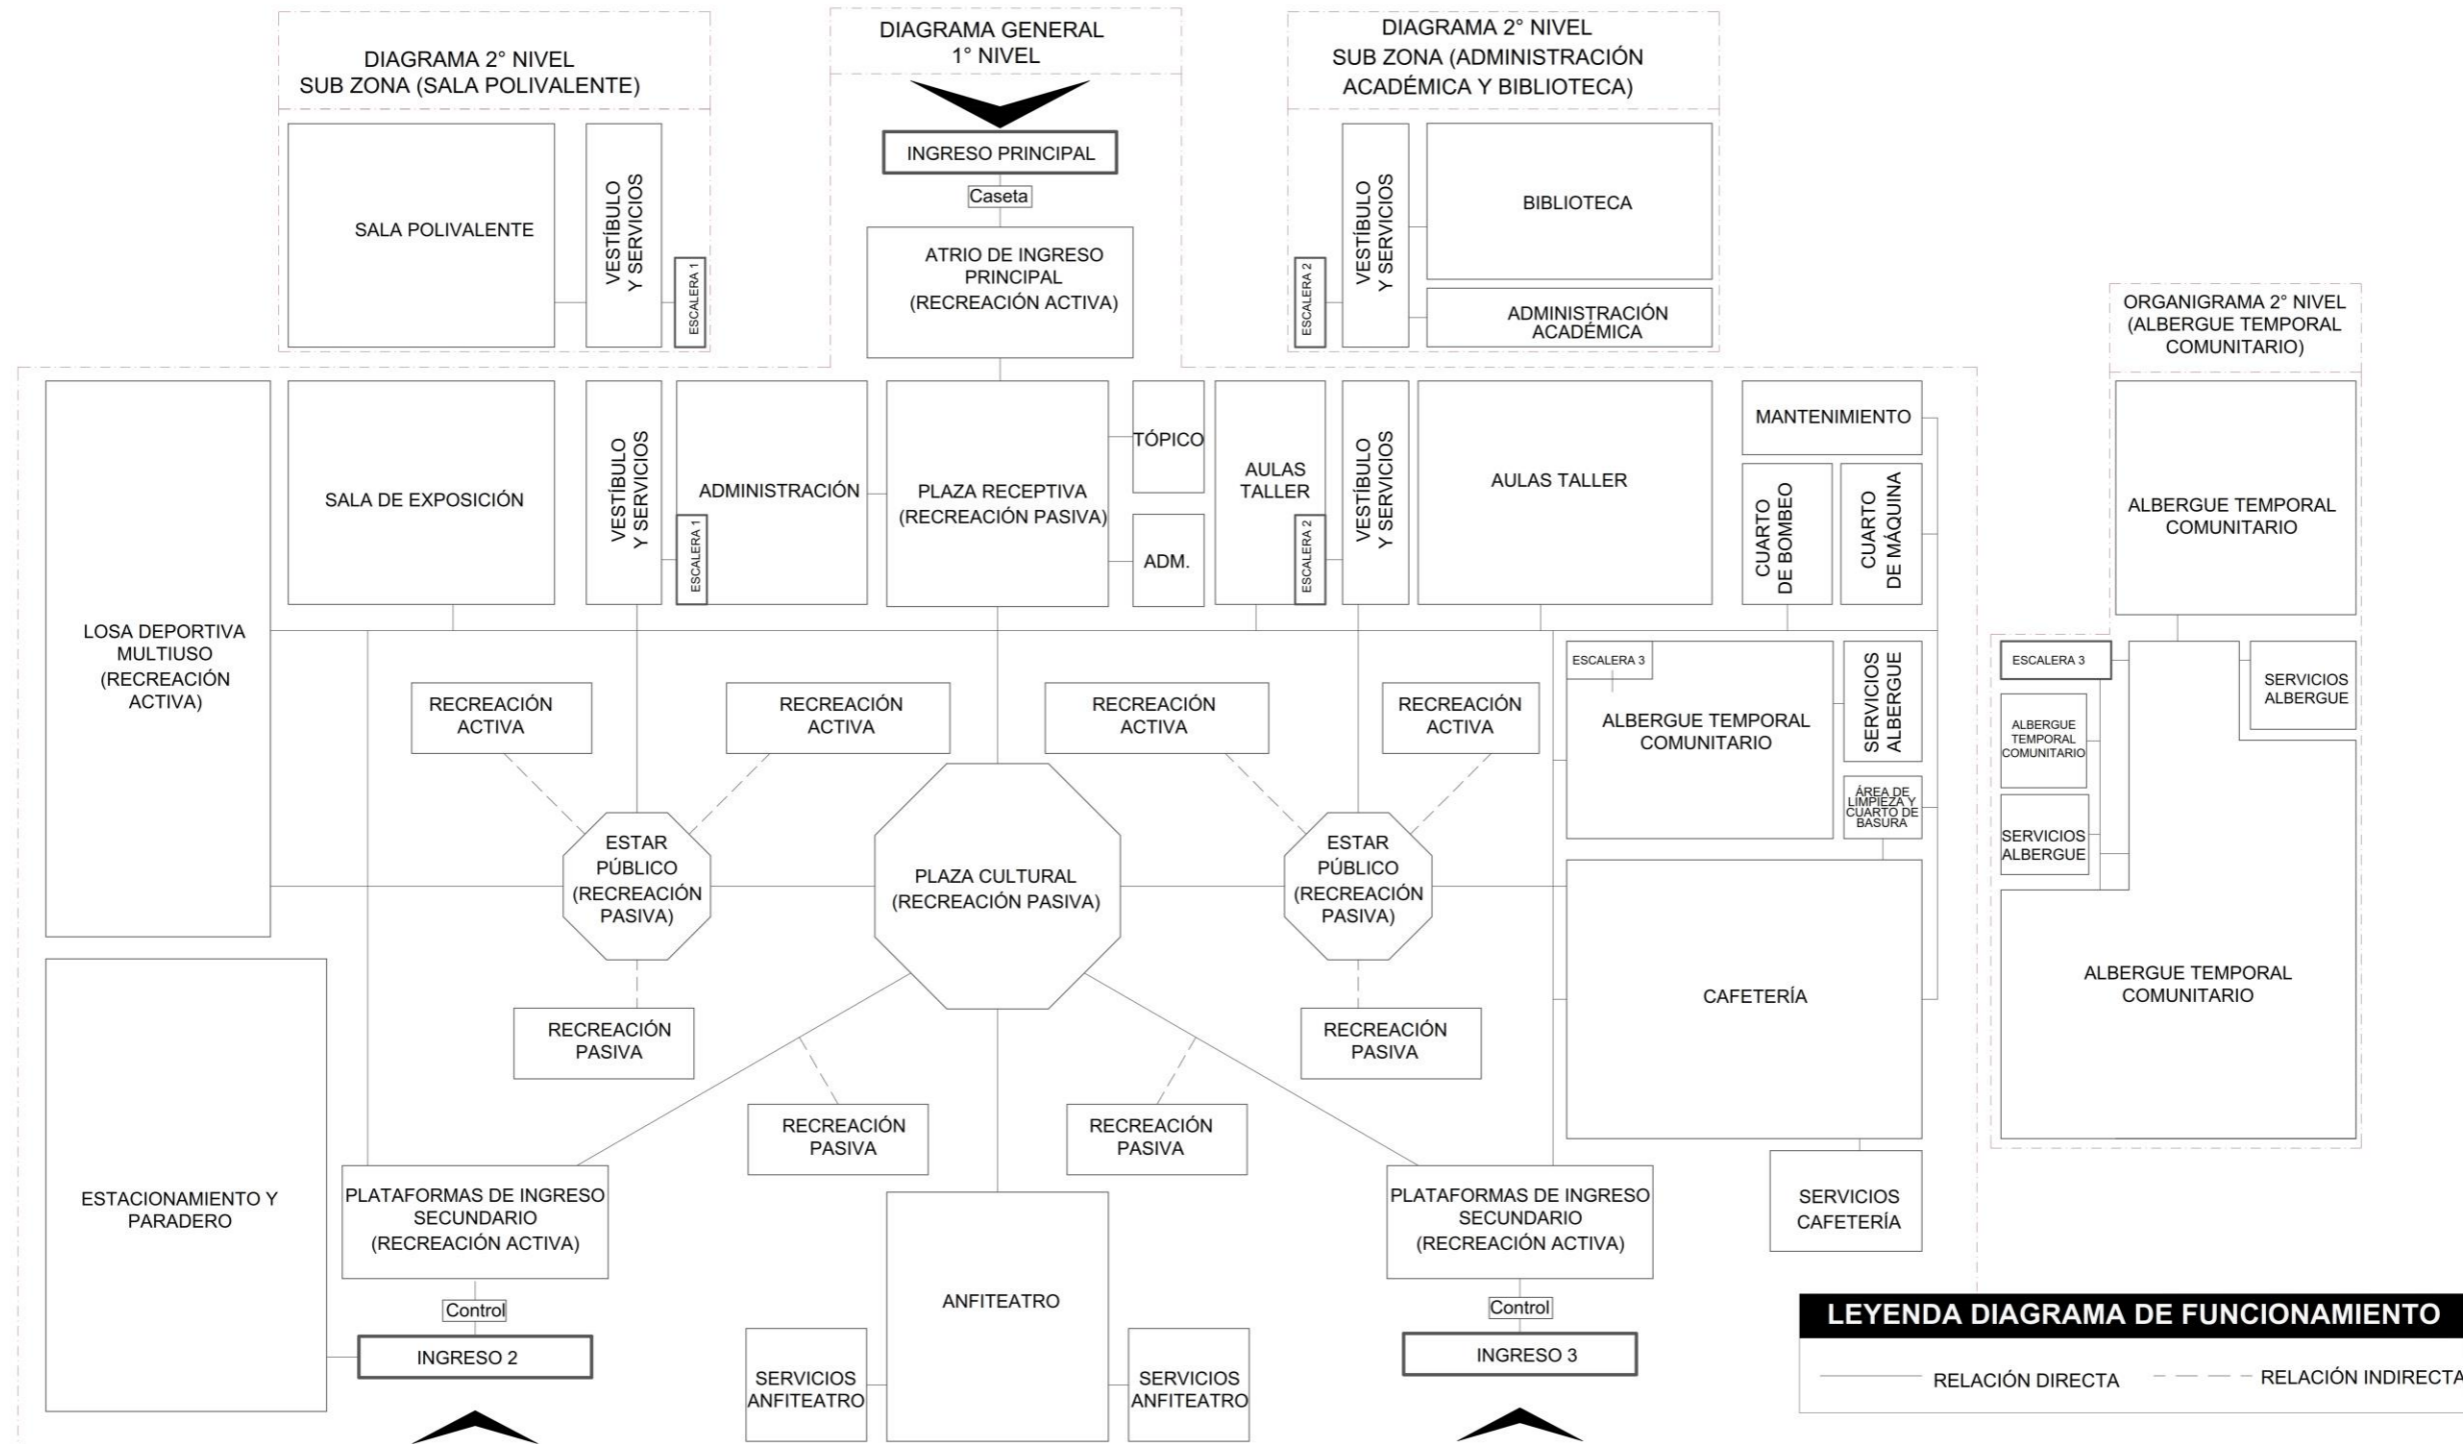 DIAGRAMA 2° NIVEL
SUB ZONA (SALA POLIVALENTE)
SALA POLIVALENTE
VESTÍBULO
Y SERVICIOS
ESCALERA 1
DIAGRAMA GENERAL
1° NIVEL
INGRESO PRINCIPAL
Caseta
ATRIO DE INGRESO
PRINCIPAL
(RECREACIÓN ACTIVA)
DIAGRAMA 2° NIVEL
SUB ZONA (ADMINISTRACIÓN
ACADÉMICA Y BIBLIOTECA)
ESCALERA 2
VESTÍBULO
Y SERVICIOS
BIBLIOTECA
ADMINISTRACIÓN
ACADÉMICA
ORGANIGRAMA 2° NIVEL
(ALBERGUE TEMPORAL
COMUNITARIO)
LOSA DEPORTIVA
MULTIUSO
(RECREACIÓN
ACTIVA)
SALA DE EXPOSICIÓN
VESTÍBULO
Y SERVICIOS
ADMINISTRACIÓN
ESCALERA 1
PLAZA RECEPTIVA
(RECREACIÓN PASIVA)
TÓPICO
ADM.
AULAS
TALLER
ESCALERA 2
VESTÍBULO
Y SERVICIOS
AULAS TALLER
MANTENIMIENTO
CUARTO
DE BOMBEO
CUARTO
DE MÁQUINA
ALBERGUE TEMPORAL
COMUNITARIO
RECREACIÓN
ACTIVA
RECREACIÓN
ACTIVA
RECREACIÓN
ACTIVA
RECREACIÓN
ACTIVA
ESCALERA 3
ALBERGUE TEMPORAL
COMUNITARIO
SERVICIOS
ALBERGUE
ÁREA DE
LIMPIEZA Y
CUARTO DE
BASURA
ESCALERA 3
SERVICIOS
ALBERGUE
ALBERGUE
TEMPORAL
COMUNITARIO
SERVICIOS
ALBERGUE
ALBERGUE TEMPORAL
COMUNITARIO
ESTAR
PÚBLICO
(RECREACIÓN
PASIVA)
PLAZA CULTURAL
(RECREACIÓN PASIVA)
ESTAR
PÚBLICO
(RECREACIÓN
PASIVA)
CAFETERÍA
RECREACIÓN
PASIVA
RECREACIÓN
PASIVA
RECREACIÓN
PASIVA
RECREACIÓN
PASIVA
ESTACIONAMIENTO Y
PARADERO
PLATAFORMAS DE INGRESO
SECUNDARIO
(RECREACIÓN ACTIVA)
Control
INGRESO 2
ANFITEATRO
SERVICIOS
ANFITEATRO
SERVICIOS
ANFITEATRO
PLATAFORMAS DE INGRESO
SECUNDARIO
(RECREACIÓN ACTIVA)
Control
INGRESO 3
SERVICIOS
CAFETERÍA
LEYENDA DIAGRAMA DE FUNCIONAMIENTO
RELACIÓN DIRECTA
RELACIÓN INDIRECTA